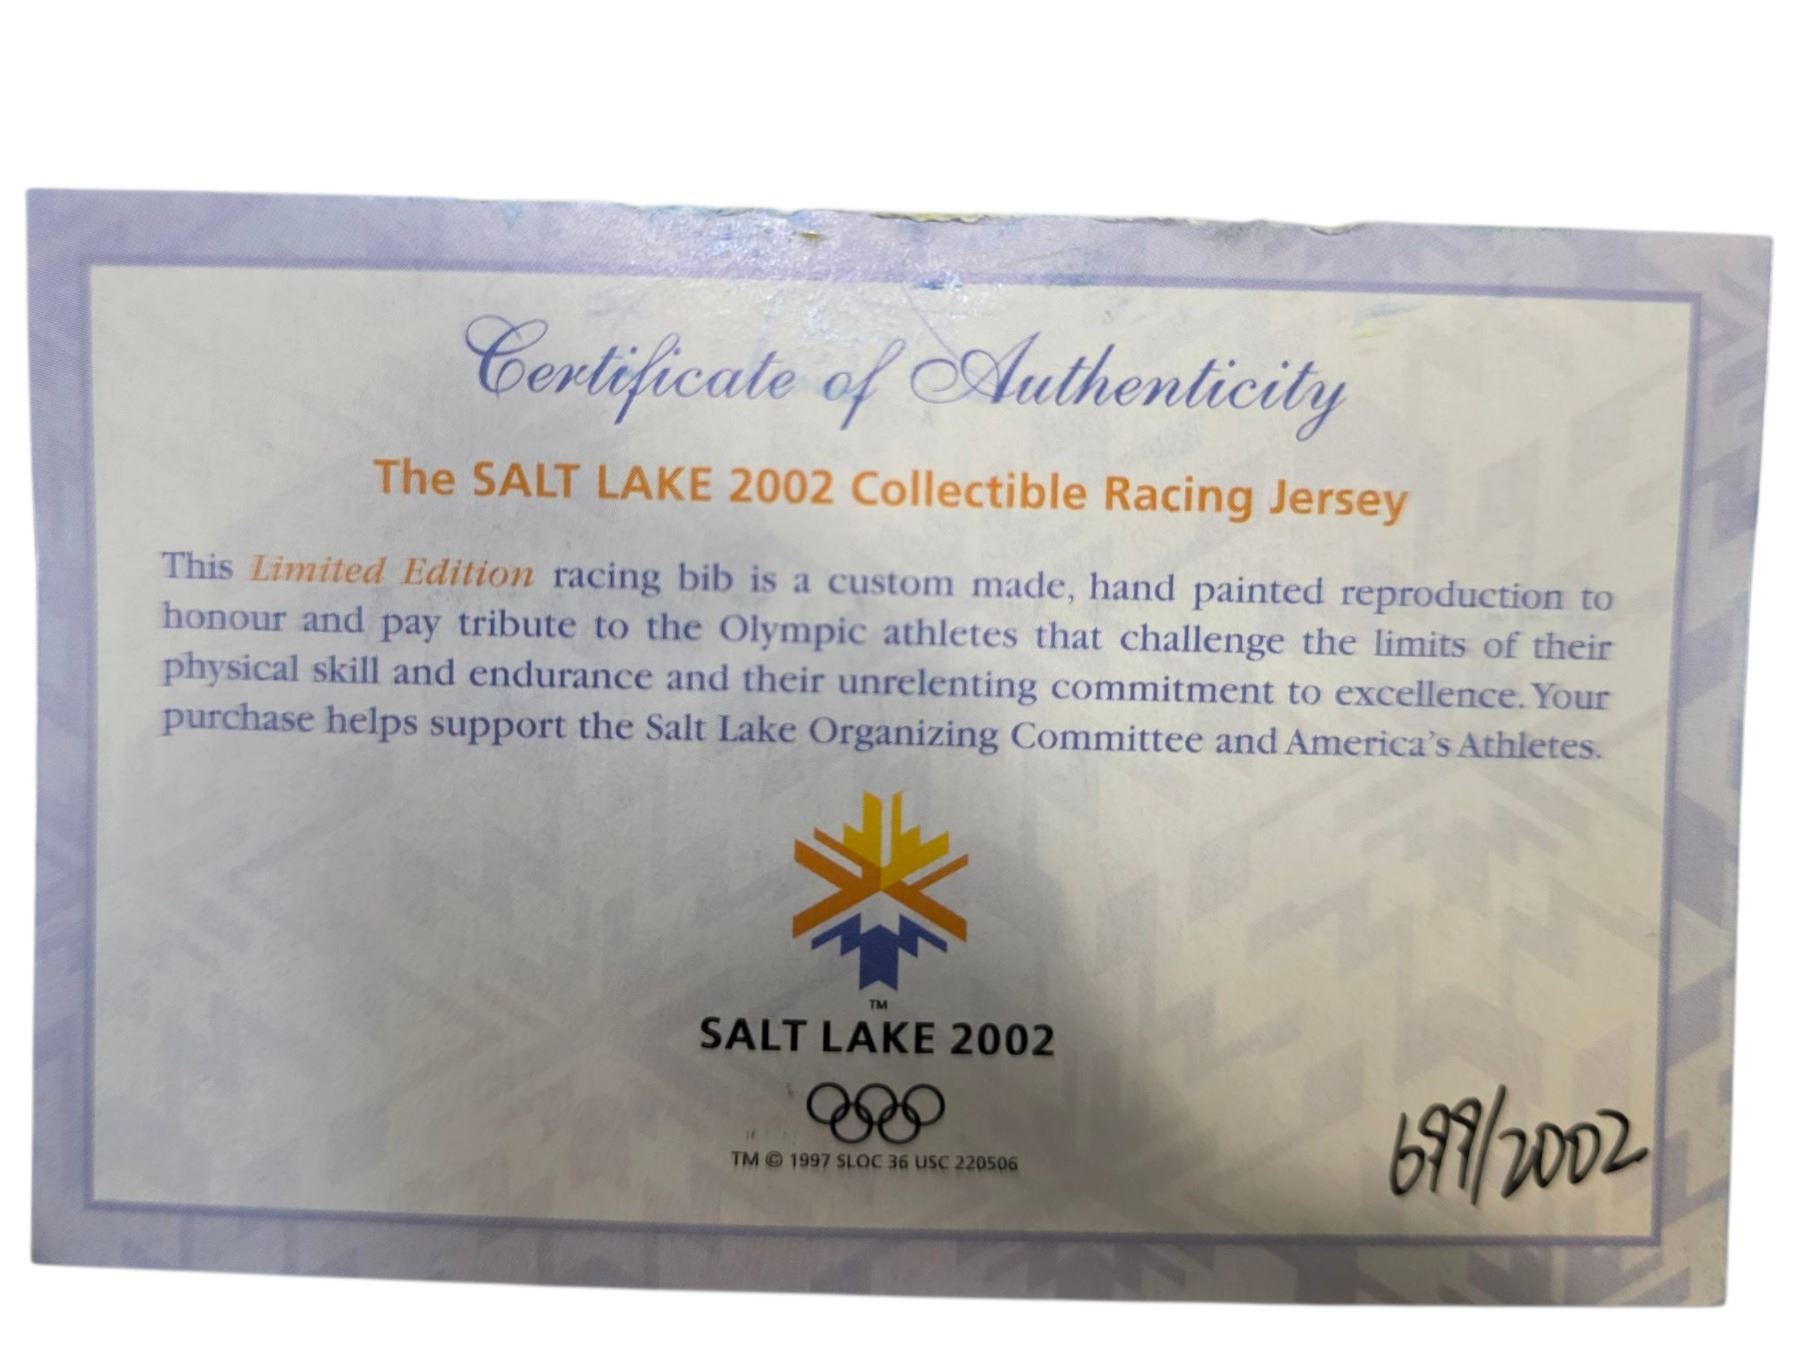 Certificate of Authenticity
The SALT LAKE 2002 Collectible Racing Jersey
This Limited Edition racing bib is a custom made, hand painted reproduction to
honour and pay tribute to the Olympic athletes that challenge the limits of their
physical skill and endurance and their unrelenting commitment to excellence. Your
purchase helps support the Salt Lake Organizing Committee and America's Athletes.
TM
SALT LAKE 2002
TM © 1997 SLOC 36 USC 220506
699/2002